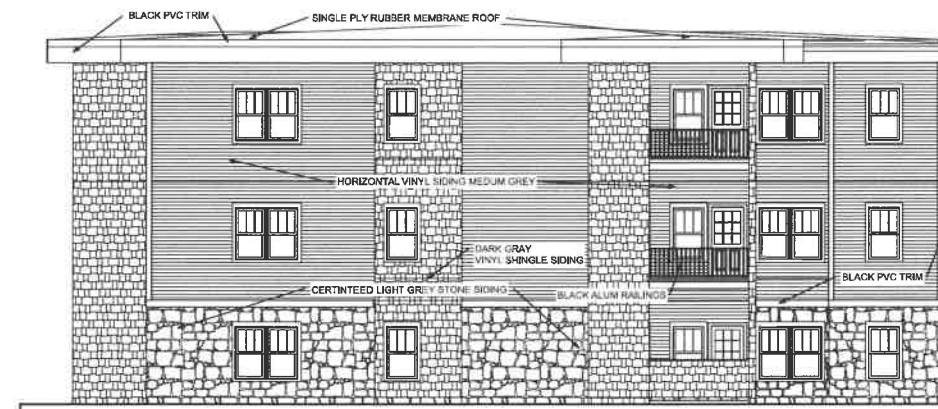 BLACK PVC TRIM
SINGLE PLY RUBBER MEMBRANE ROOF
HORIZONTAL VINYL SIDING MEDUM GREY
DARK GRAY
VINYL SHINGLE SIDING
BLACK PVC TRIM
CERTINTEED LIGHT GREY STONE SIDING
BLACK ALUM RAILINGS